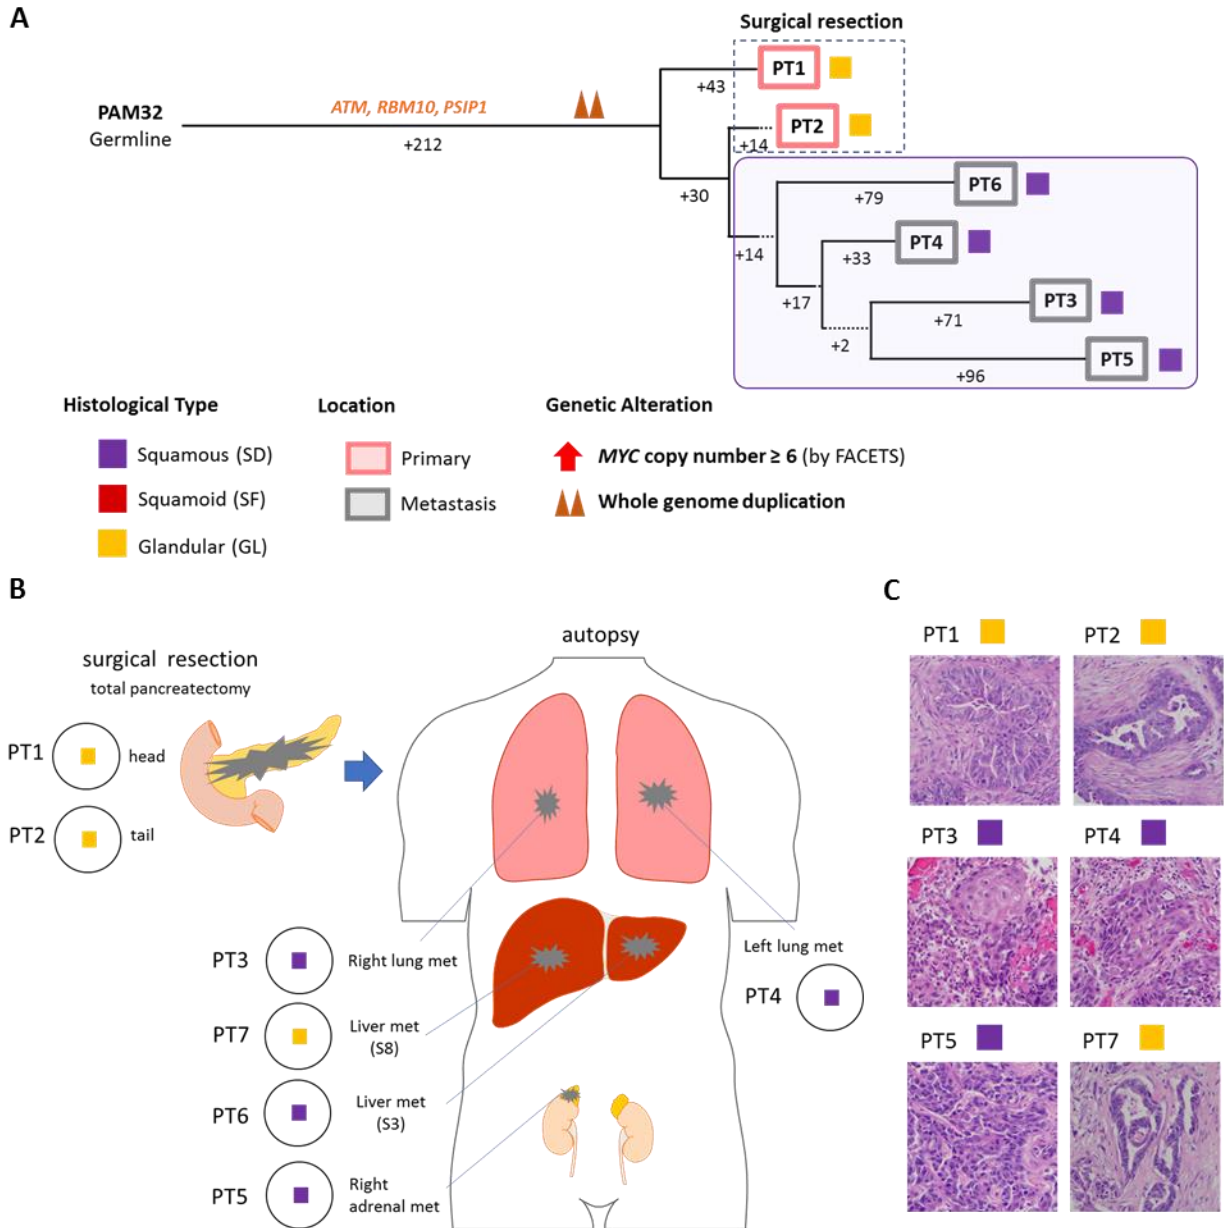 A
Surgical resection
PT1
+43
ATM, RBM10, PSIP1
PAM32
Germline
+212
PT2
+14
+30
PT6
+79
PT4
+14
+33
+17
PT3
+71
+2
PT5
+96
Histological Type
Location
Genetic Alteration
Squamous (SD)
Primary
MYC copy number ≥ 6 (by FACETS)
Squamoid (SF)
Metastasis
Whole genome duplication
Glandular (GL)
B
surgical resection
total pancreatectomy
autopsy
PT1
head
PT2
tail
PT3
Right lung met
Left lung met
PT4
PT7
Liver met
(S8)
PT6
Liver met
(S3)
PT5
Right
adrenal met
C
PT1
PT2
PT3
PT4
PT5
PT7